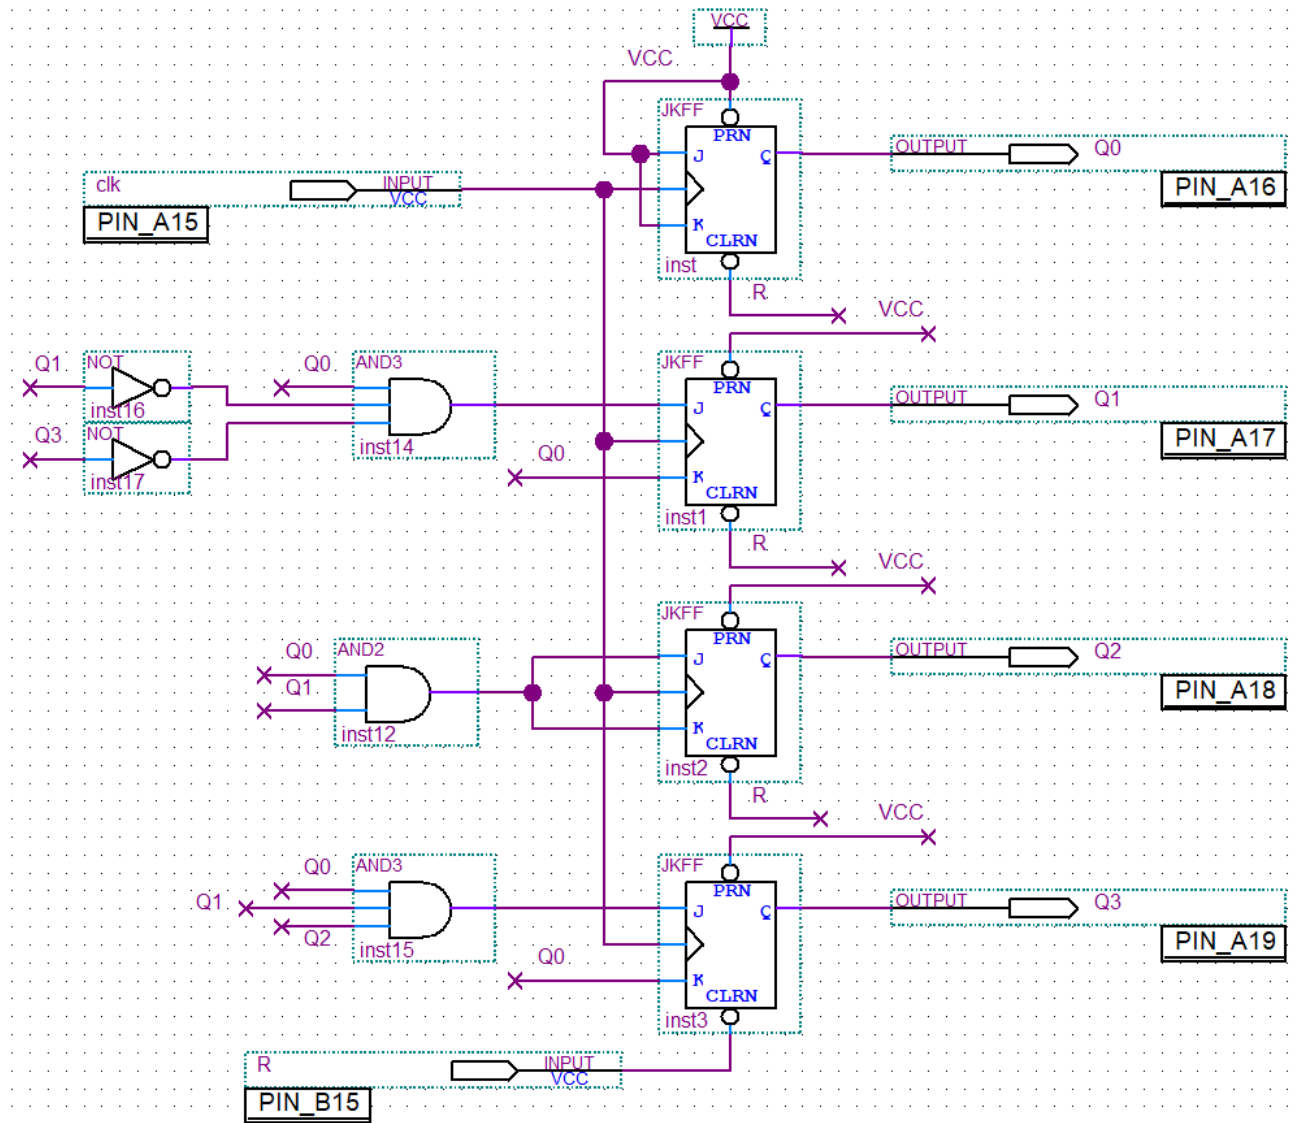 VCC
VCC
JKFF
PRN
J
Q
K
CLRN
inst
OUTPUT
Q0
PIN_A16
clk
INPUT
VCC
PIN_A15
R
VCC
Q1
NOT
inst16
Q3
NOT
inst17
Q0
AND3
inst14
Q0
JKFF
PRN
J
Q
K
CLRN
inst1
OUTPUT
Q1
PIN_A17
R
VCC
Q0
Q1
AND2
inst12
JKFF
PRN
J
Q
K
CLRN
inst2
OUTPUT
Q2
PIN_A18
R
VCC
Q0
Q1
Q2
AND3
inst15
Q0
JKFF
PRN
J
Q
K
CLRN
inst3
OUTPUT
Q3
PIN_A19
R
INPUT
VCC
PIN_B15